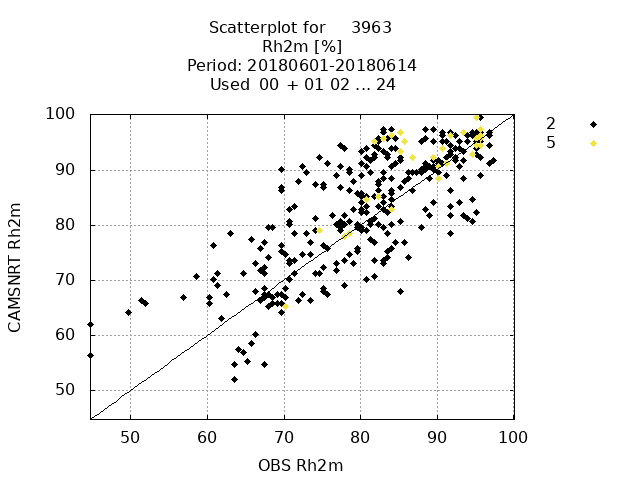 Scatterplot for 3963
Rh2m [%]
Period: 20180601-20180614
Used 00 + 01 02 ... 24
2
5
100
90
80
70
60
50
CAMSNRT Rh2m
50 60 70 80 90 100
OBS Rh2m